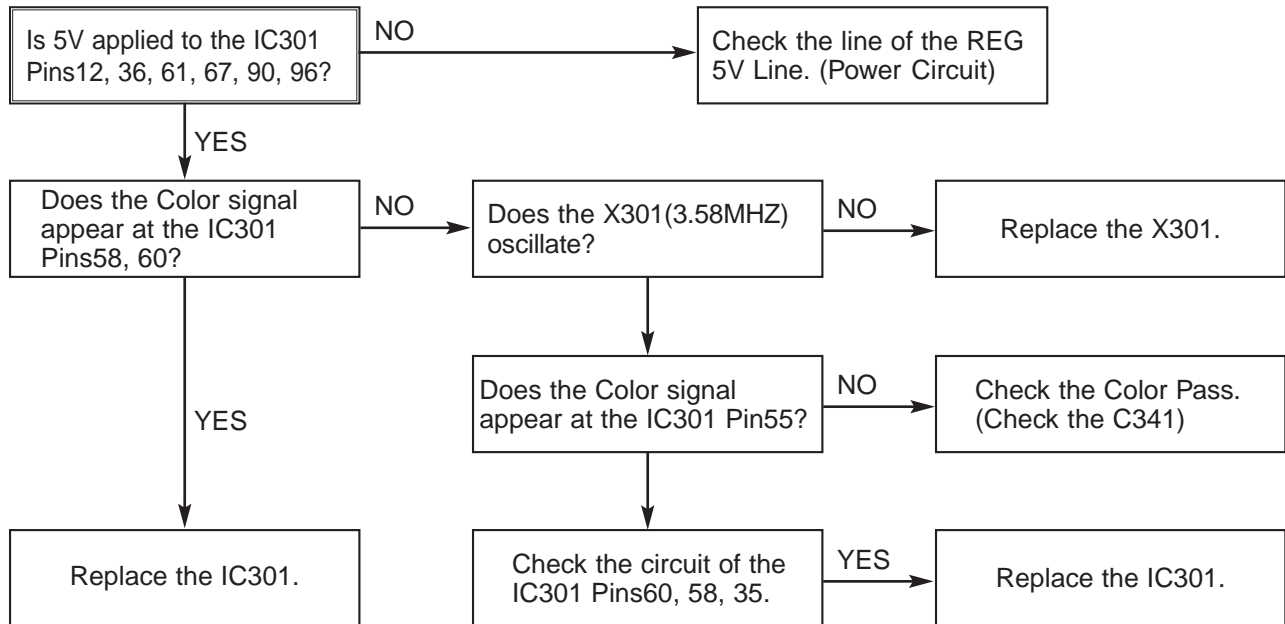 Is 5V applied to the IC301
Pins12, 36, 61, 67, 90, 96?
NO
Check the line of the REG
5V Line. (Power Circuit)
YES
Does the Color signal
appear at the IC301
Pins58, 60?
NO
Does the X301(3.58MHZ)
oscillate?
NO
Replace the X301.
YES
Does the Color signal
appear at the IC301 Pin55?
NO
Check the Color Pass.
(Check the C341)
Replace the IC301.
Check the circuit of the
IC301 Pins60, 58, 35.
YES
Replace the IC301.